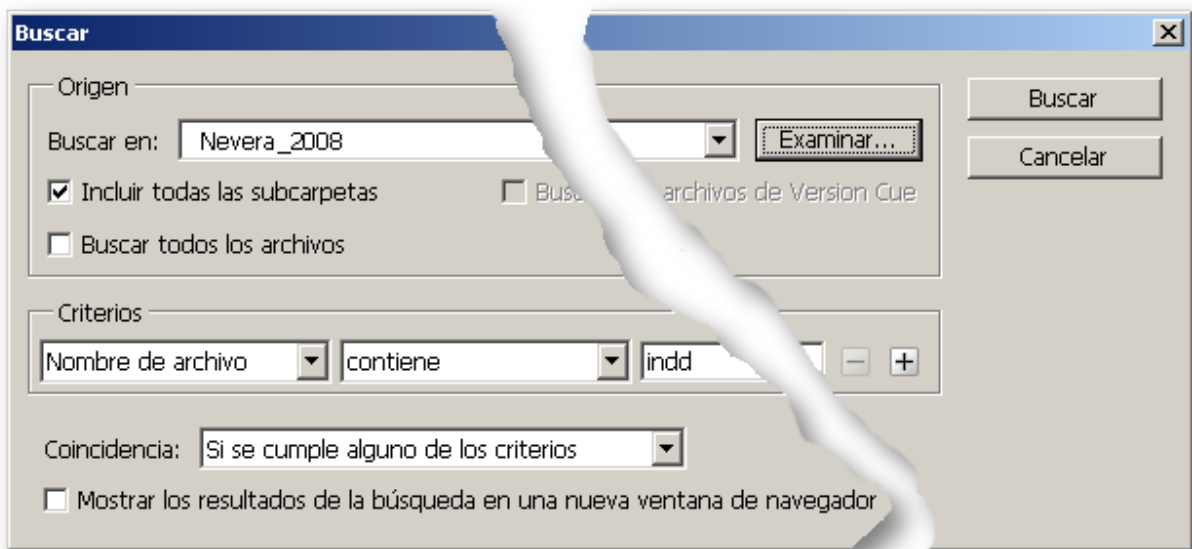 Buscar
Origen
Buscar en: Nevera_2008 Examinar...
Incluir todas las subcarpetas archivos de Version Cue
Buscar todos los archivos
Criterios
Nombre de archivo contiene indd
Coincidencia: Si se cumple alguno de los criterios
Mostrar los resultados de la búsqueda en una nueva ventana de navegador
Buscar
Cancelar